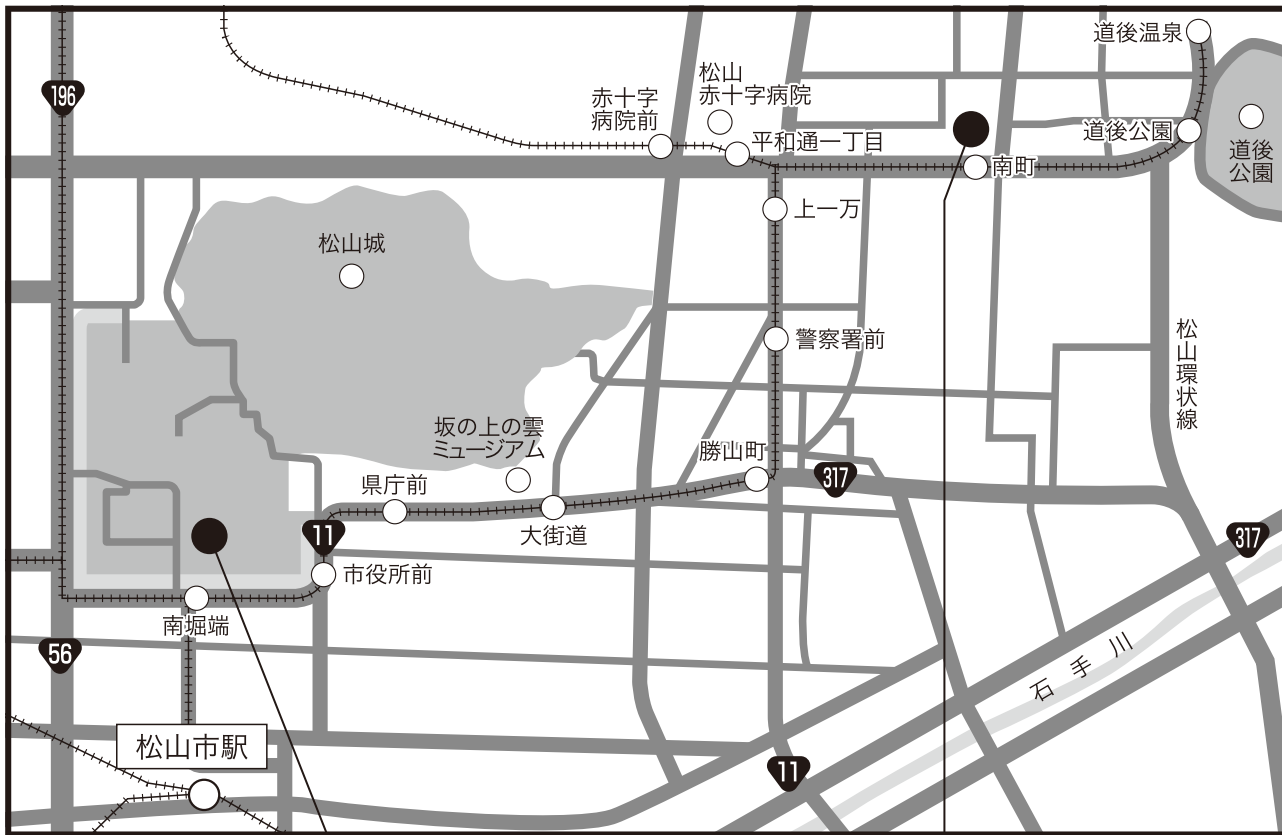 道後温泉
196
松山
赤十字病院
赤十字
病院前
平和通一丁目
道後公園
道後
公園
南町
上一万
松山城
警察署前
松山環状線
坂の上の雲
ミュージアム
勝山町
317
県庁前
大街道
11
317
市役所前
南堀端
56
石手川
松山市駅
11